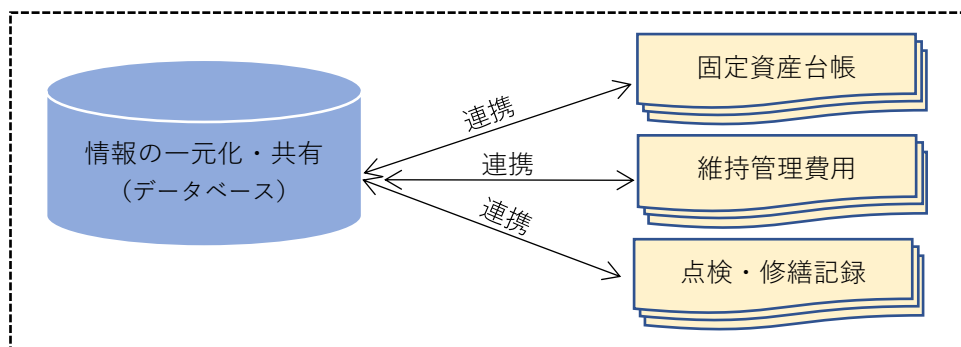 情報の一元化・共有
（データベース）
連携
連携
連携
固定資産台帳
維持管理費用
点検・修繕記録